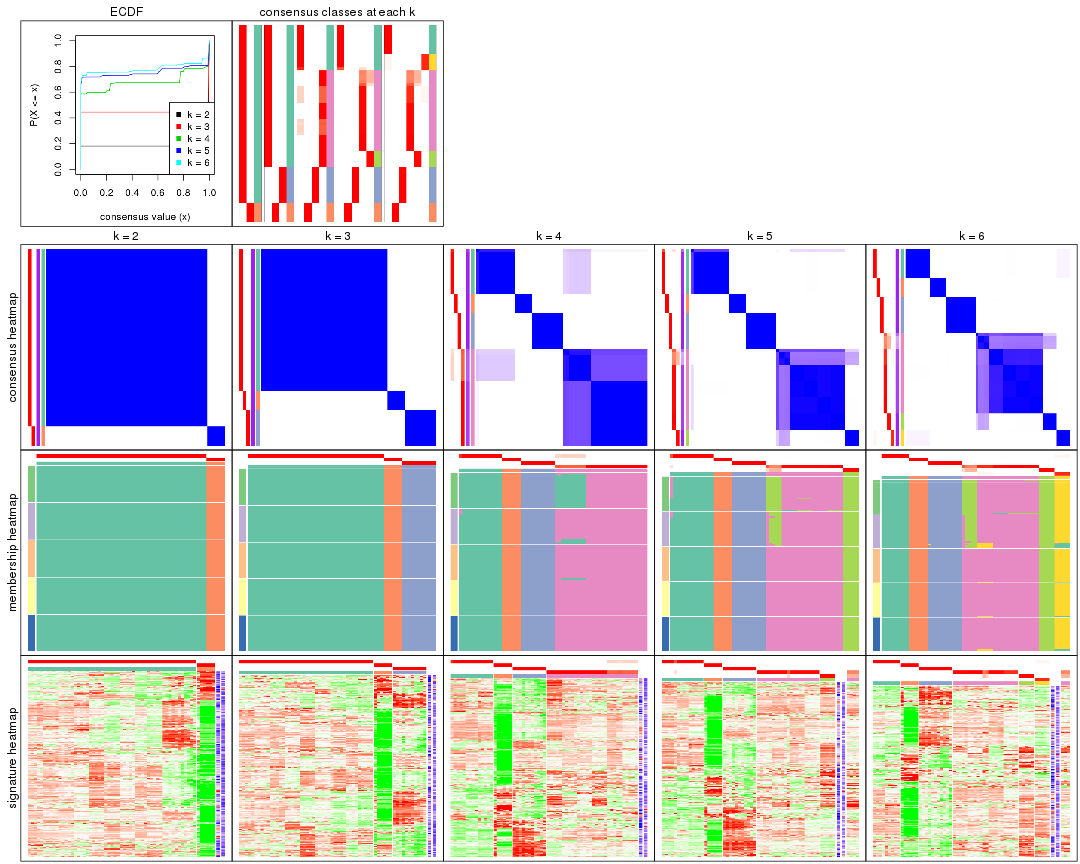 ECDF
consensus classes at each k
P(X <= x)
0.0 0.2 0.4 0.6 0.8 1.0
k = 2
k = 3
k = 4
k = 5
k = 6
0.0 0.2 0.4 0.6 0.8 1.0
consensus value (x)
k = 2
k = 3
k = 4
k = 5
k = 6
consensus heatmap
membership heatmap
signature heatmap